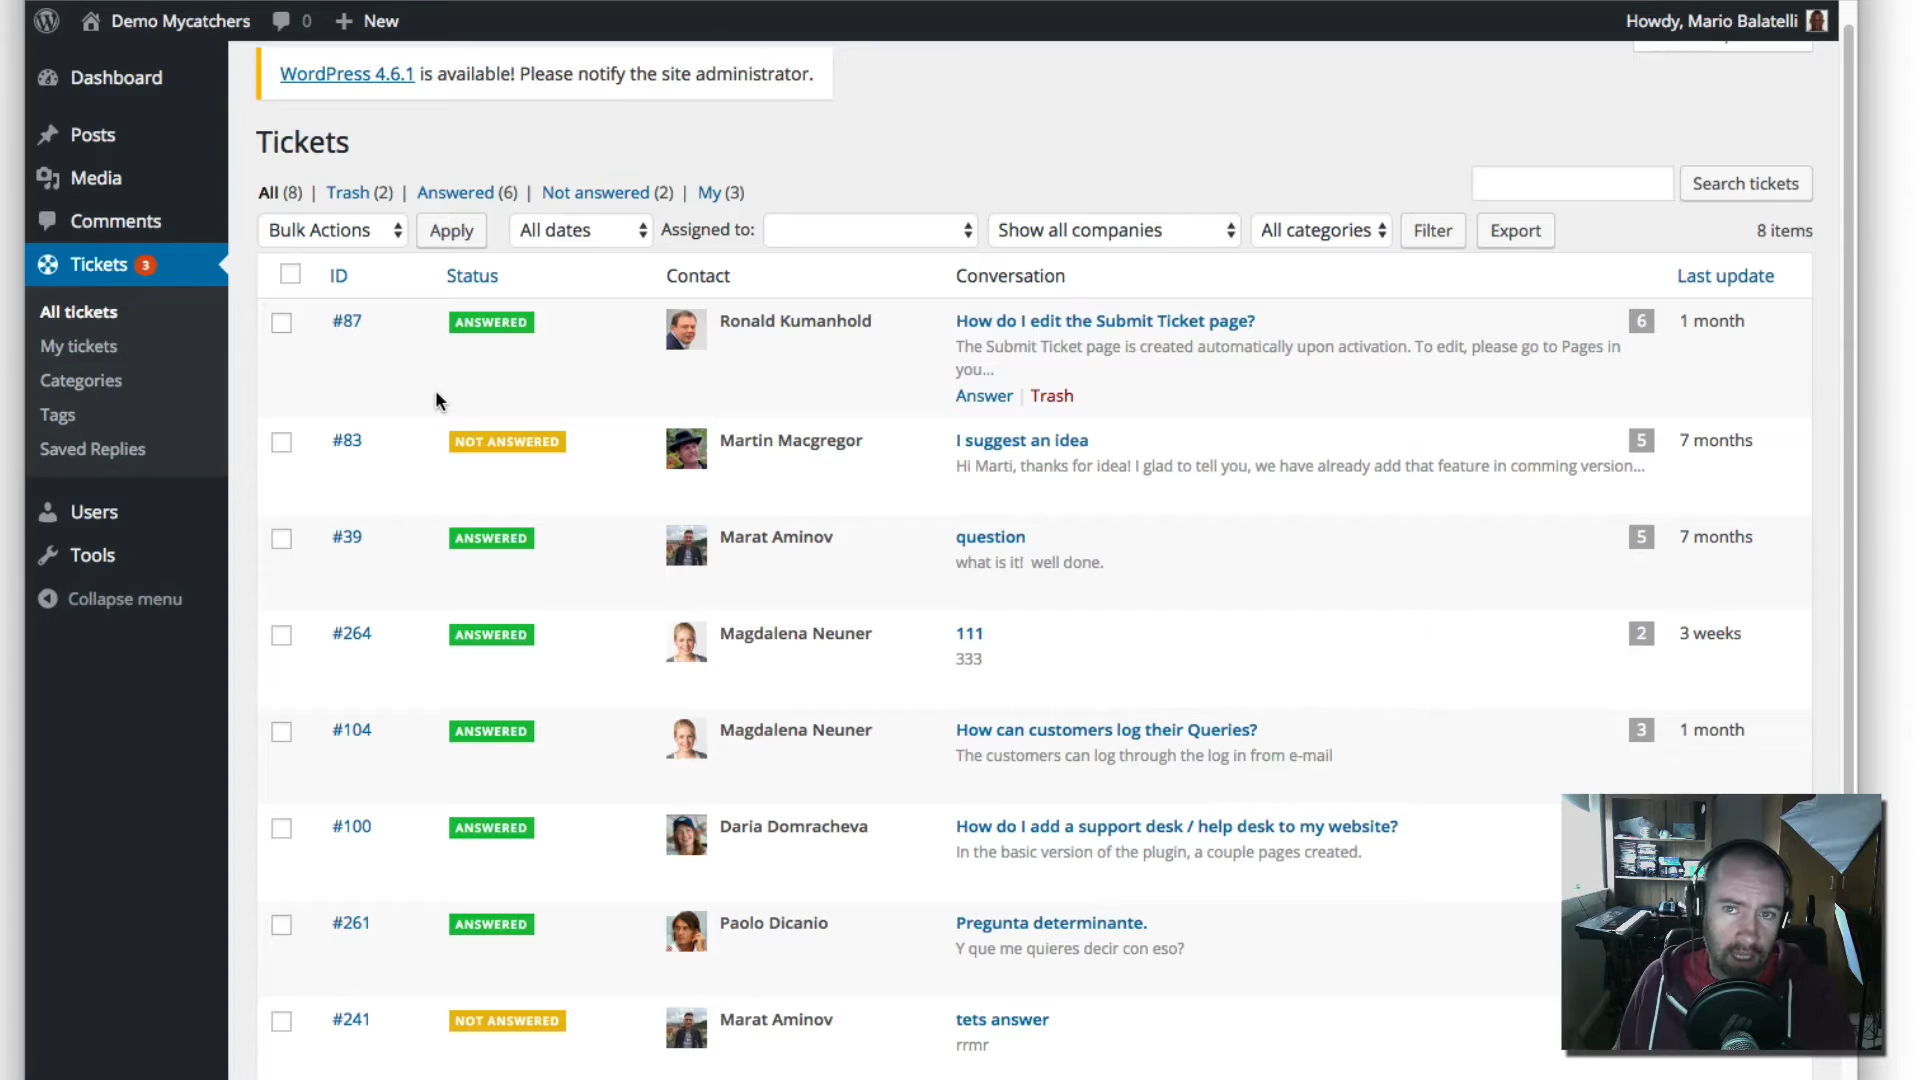 Demo Mycatchers 0 New Howdy, Mario Balatelli
Dashboard
Posts
Media
Comments
Tickets 3
All tickets
My tickets
Categories
Tags
Saved Replies
Users
Tools
Collapse menu
WordPress 4.6.1 is available! Please notify the site administrator.
Tickets
All (8) | Trash (2) | Answered (6) | Not answered (2) | My (3)
Search tickets
Bulk Actions Apply All dates Assigned to: Show all companies All categories Filter Export 8 items
ID Status Contact Conversation Last update
#87 ANSWERED Ronald Kumanhold How do I edit the Submit Ticket page? 6 1 month
The Submit Ticket page is created automatically upon activation. To edit, please go to Pages in
you...
Answer | Trash
#83 NOT ANSWERED Martin Macgregor I suggest an idea 5 7 months
Hi Marti, thanks for idea! I glad to tell you, we have already add that feature in comming version...
#39 ANSWERED Marat Aminov question 5 7 months
what is it! well done.
#264 ANSWERED Magdalena Neuner 111 2 3 weeks
333
#104 ANSWERED Magdalena Neuner How can customers log their Queries? 3 1 month
The customers can log through the log in from e-mail
#100 ANSWERED Daria Domracheva How do I add a support desk / help desk to my website?
In the basic version of the plugin, a couple pages created.
#261 ANSWERED Paolo Dicanio Pregunta determinante.
Y que me quieres decir con eso?
#241 NOT ANSWERED Marat Aminov tets answer
rrmr